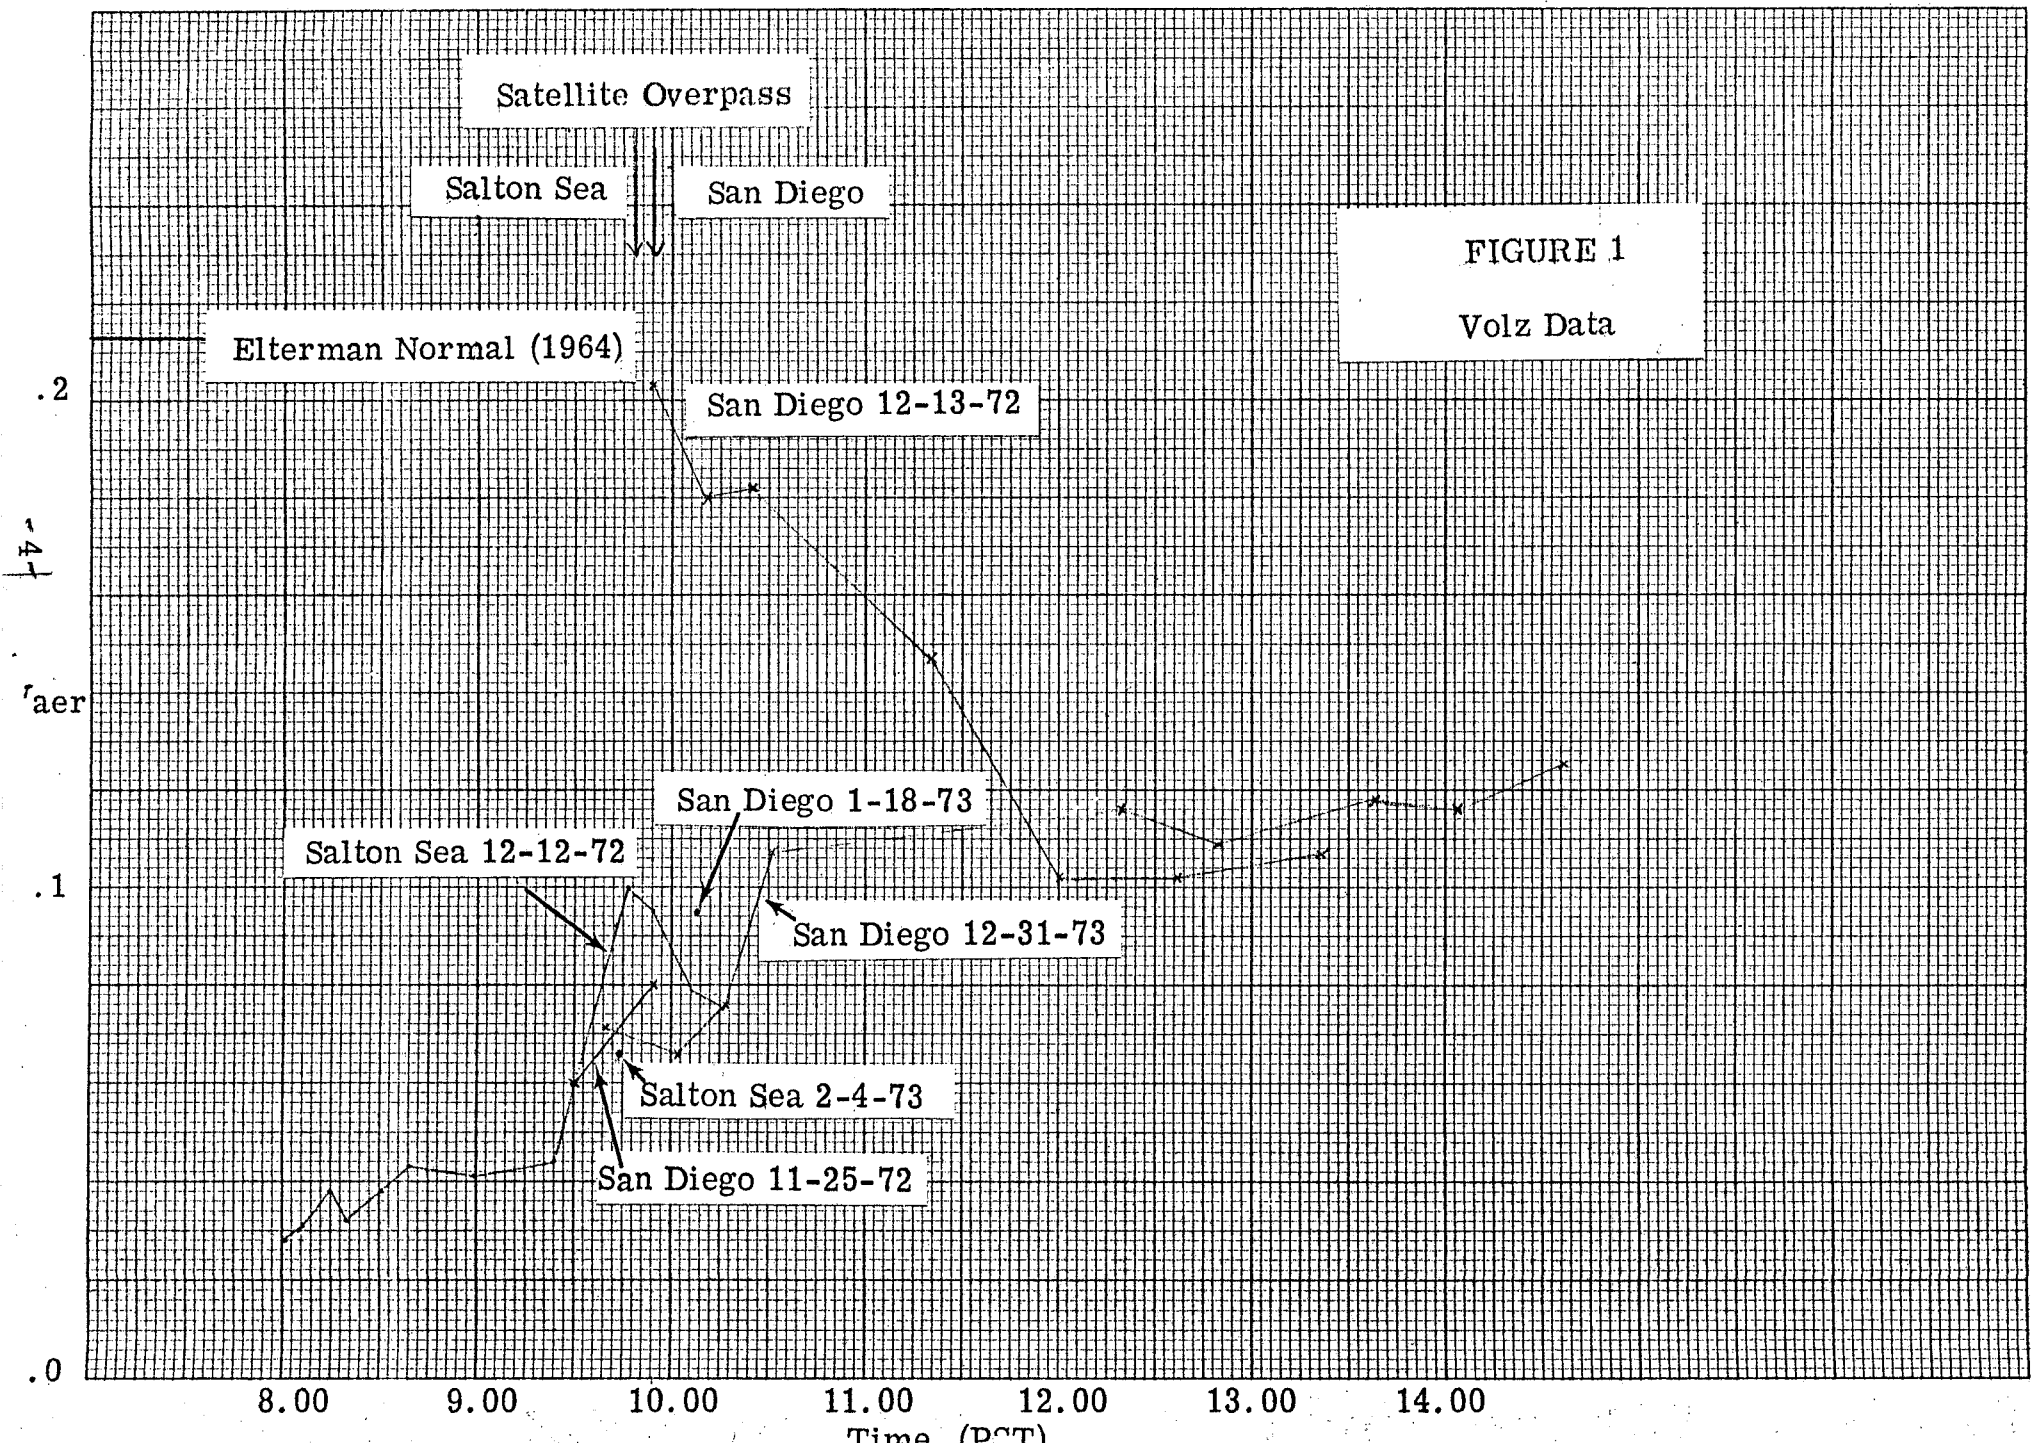 Satellite Overpass
Salton Sea
San Diego
FIGURE 1
Volz Data
Elterman Normal (1964)
.2
San Diego 12-13-72
-4-
τaer
San Diego 1-18-73
Salton Sea 12-12-72
.1
San Diego 12-31-73
Salton Sea 2-4-73
San Diego 11-25-72
.0
8.00 9.00 10.00 11.00 12.00 13.00 14.00
Time (PST)